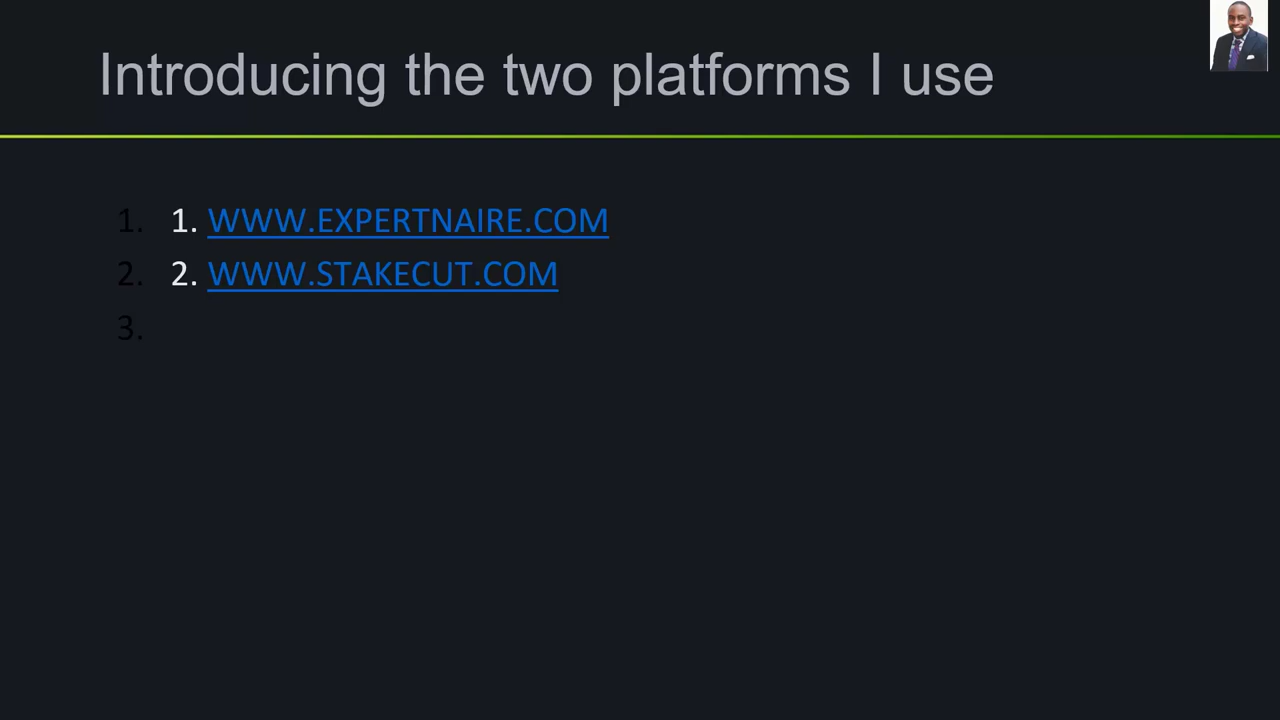 Introducing the two platforms I use
1. 1. WWW.EXPERTNAIRE.COM
2. 2. WWW.STAKECUT.COM
3.